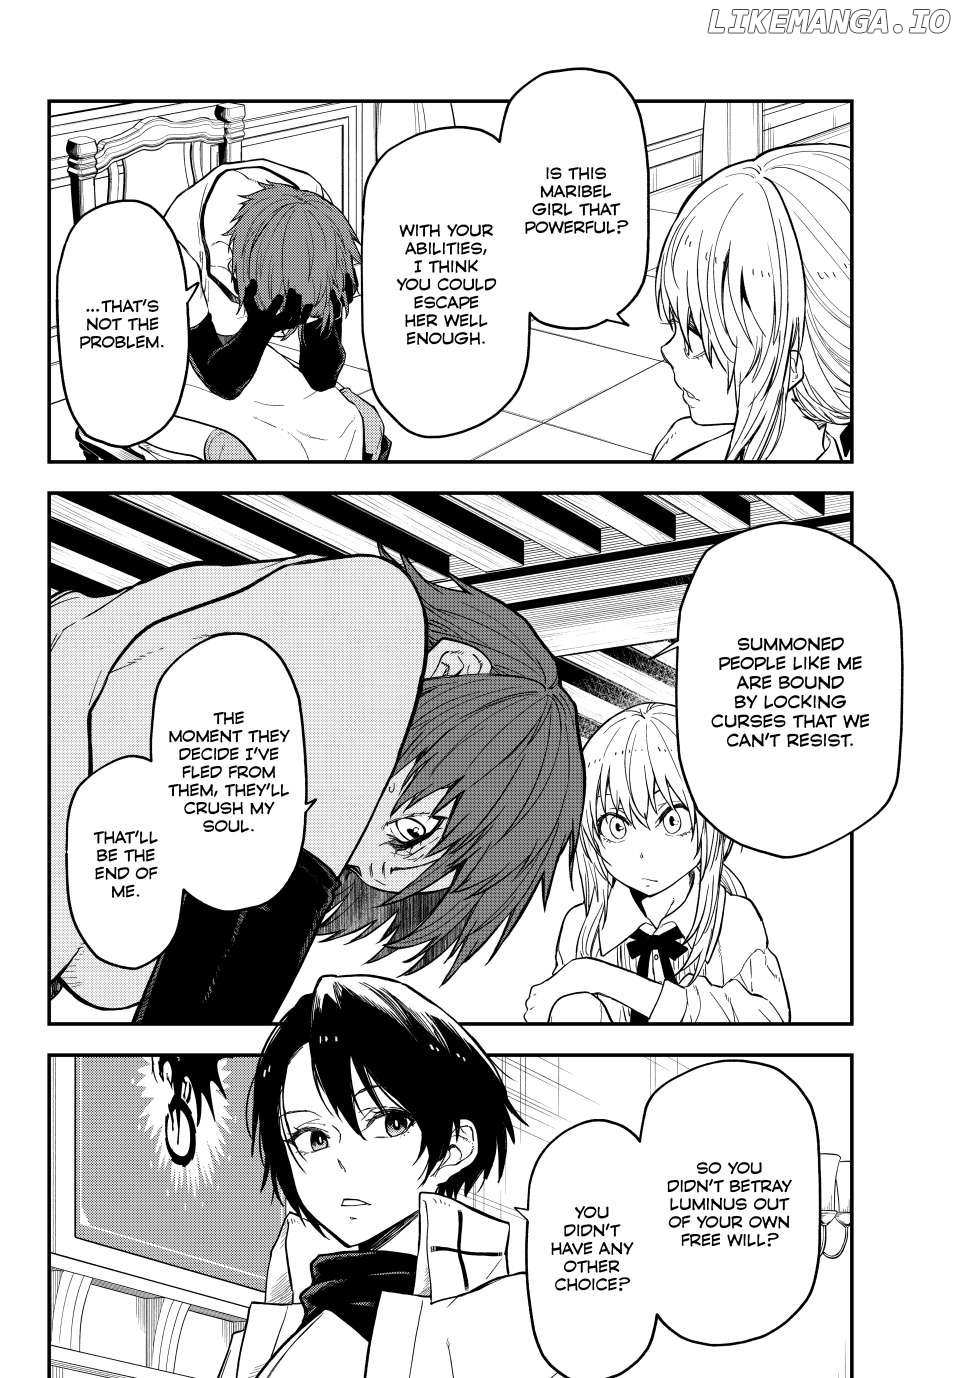 LIKEMANGA.IO
IS THIS
MARIBEL
GIRL THAT
POWERFUL?
WITH YOUR
ABILITIES,
I THINK
YOU COULD
ESCAPE
HER WELL
ENOUGH.
...THAT'S
NOT THE
PROBLEM.
SUMMONED
PEOPLE LIKE ME
ARE BOUND
BY LOCKING
CURSES THAT WE
CAN'T RESIST.
THE
MOMENT THEY
DECIDE I'VE
FLED FROM
THEM, THEY'LL
CRUSH MY
SOUL.
THAT'LL
BE THE
END OF
ME.
SO YOU
DIDN'T BETRAY
LUMINUS OUT
OF YOUR OWN
FREE WILL?
YOU
DIDN'T
HAVE ANY
OTHER
CHOICE?